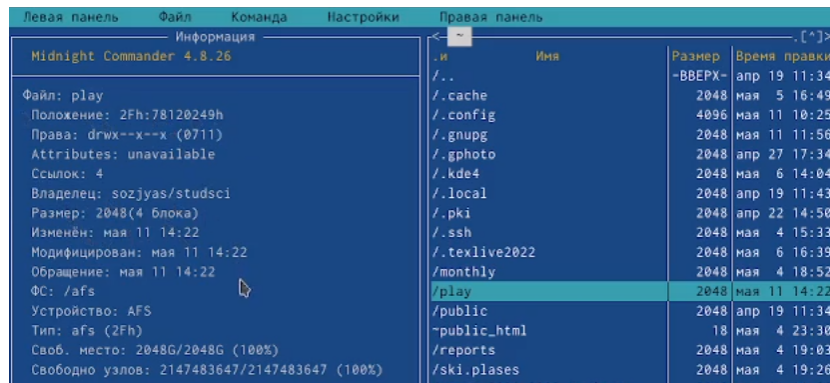 Левая панель Файл Команда Настройки Правая панель
Информация
Midnight Commander 4.8.26
Файл: play
Положение: 2Fh:78120249h
Права: drwx--x--x (0711)
Attributes: unavailable
Ссылок: 4
Владелец: sozjyas/studsci
Размер: 2048(4 блока)
Изменён: мая 11 14:22
Модифицирован: мая 11 14:22
Обращение: мая 11 14:22
ФС: /afs
Устройство: AFS
Тип: afs (2Fh)
Своб. место: 2048G/2048G (100%)
Свободно узлов: 2147483647/2147483647 (100%)
<─ ~ .[^]>
.и Имя Размер Время правки
/.. -ВВЕРХ- апр 19 11:34
/.cache 2048 мая 5 16:49
/.config 4096 мая 11 10:25
/.gnupg 2048 мая 11 11:56
/.gphoto 2048 апр 27 17:34
/.kde4 2048 мая 6 14:04
/.local 2048 апр 19 11:43
/.pki 2048 апр 22 14:50
/.ssh 2048 мая 4 15:33
/.texlive2022 2048 мая 6 16:39
/monthly 2048 мая 4 18:52
/play 2048 мая 11 14:22
/public 2048 апр 19 11:34
~public_html 18 мая 4 23:30
/reports 2048 мая 4 19:03
/ski.plases 2048 мая 4 19:26